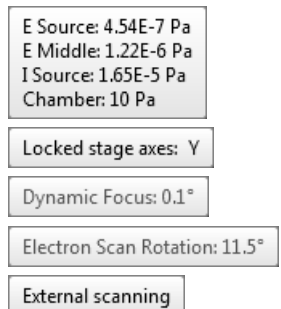 E Source: 4.54E-7 Pa
E Middle: 1.22E-6 Pa
I Source: 1.65E-5 Pa
Chamber: 10 Pa
Locked stage axes:  Y
Dynamic Focus: 0.1°
Electron Scan Rotation: 11.5°
External scanning